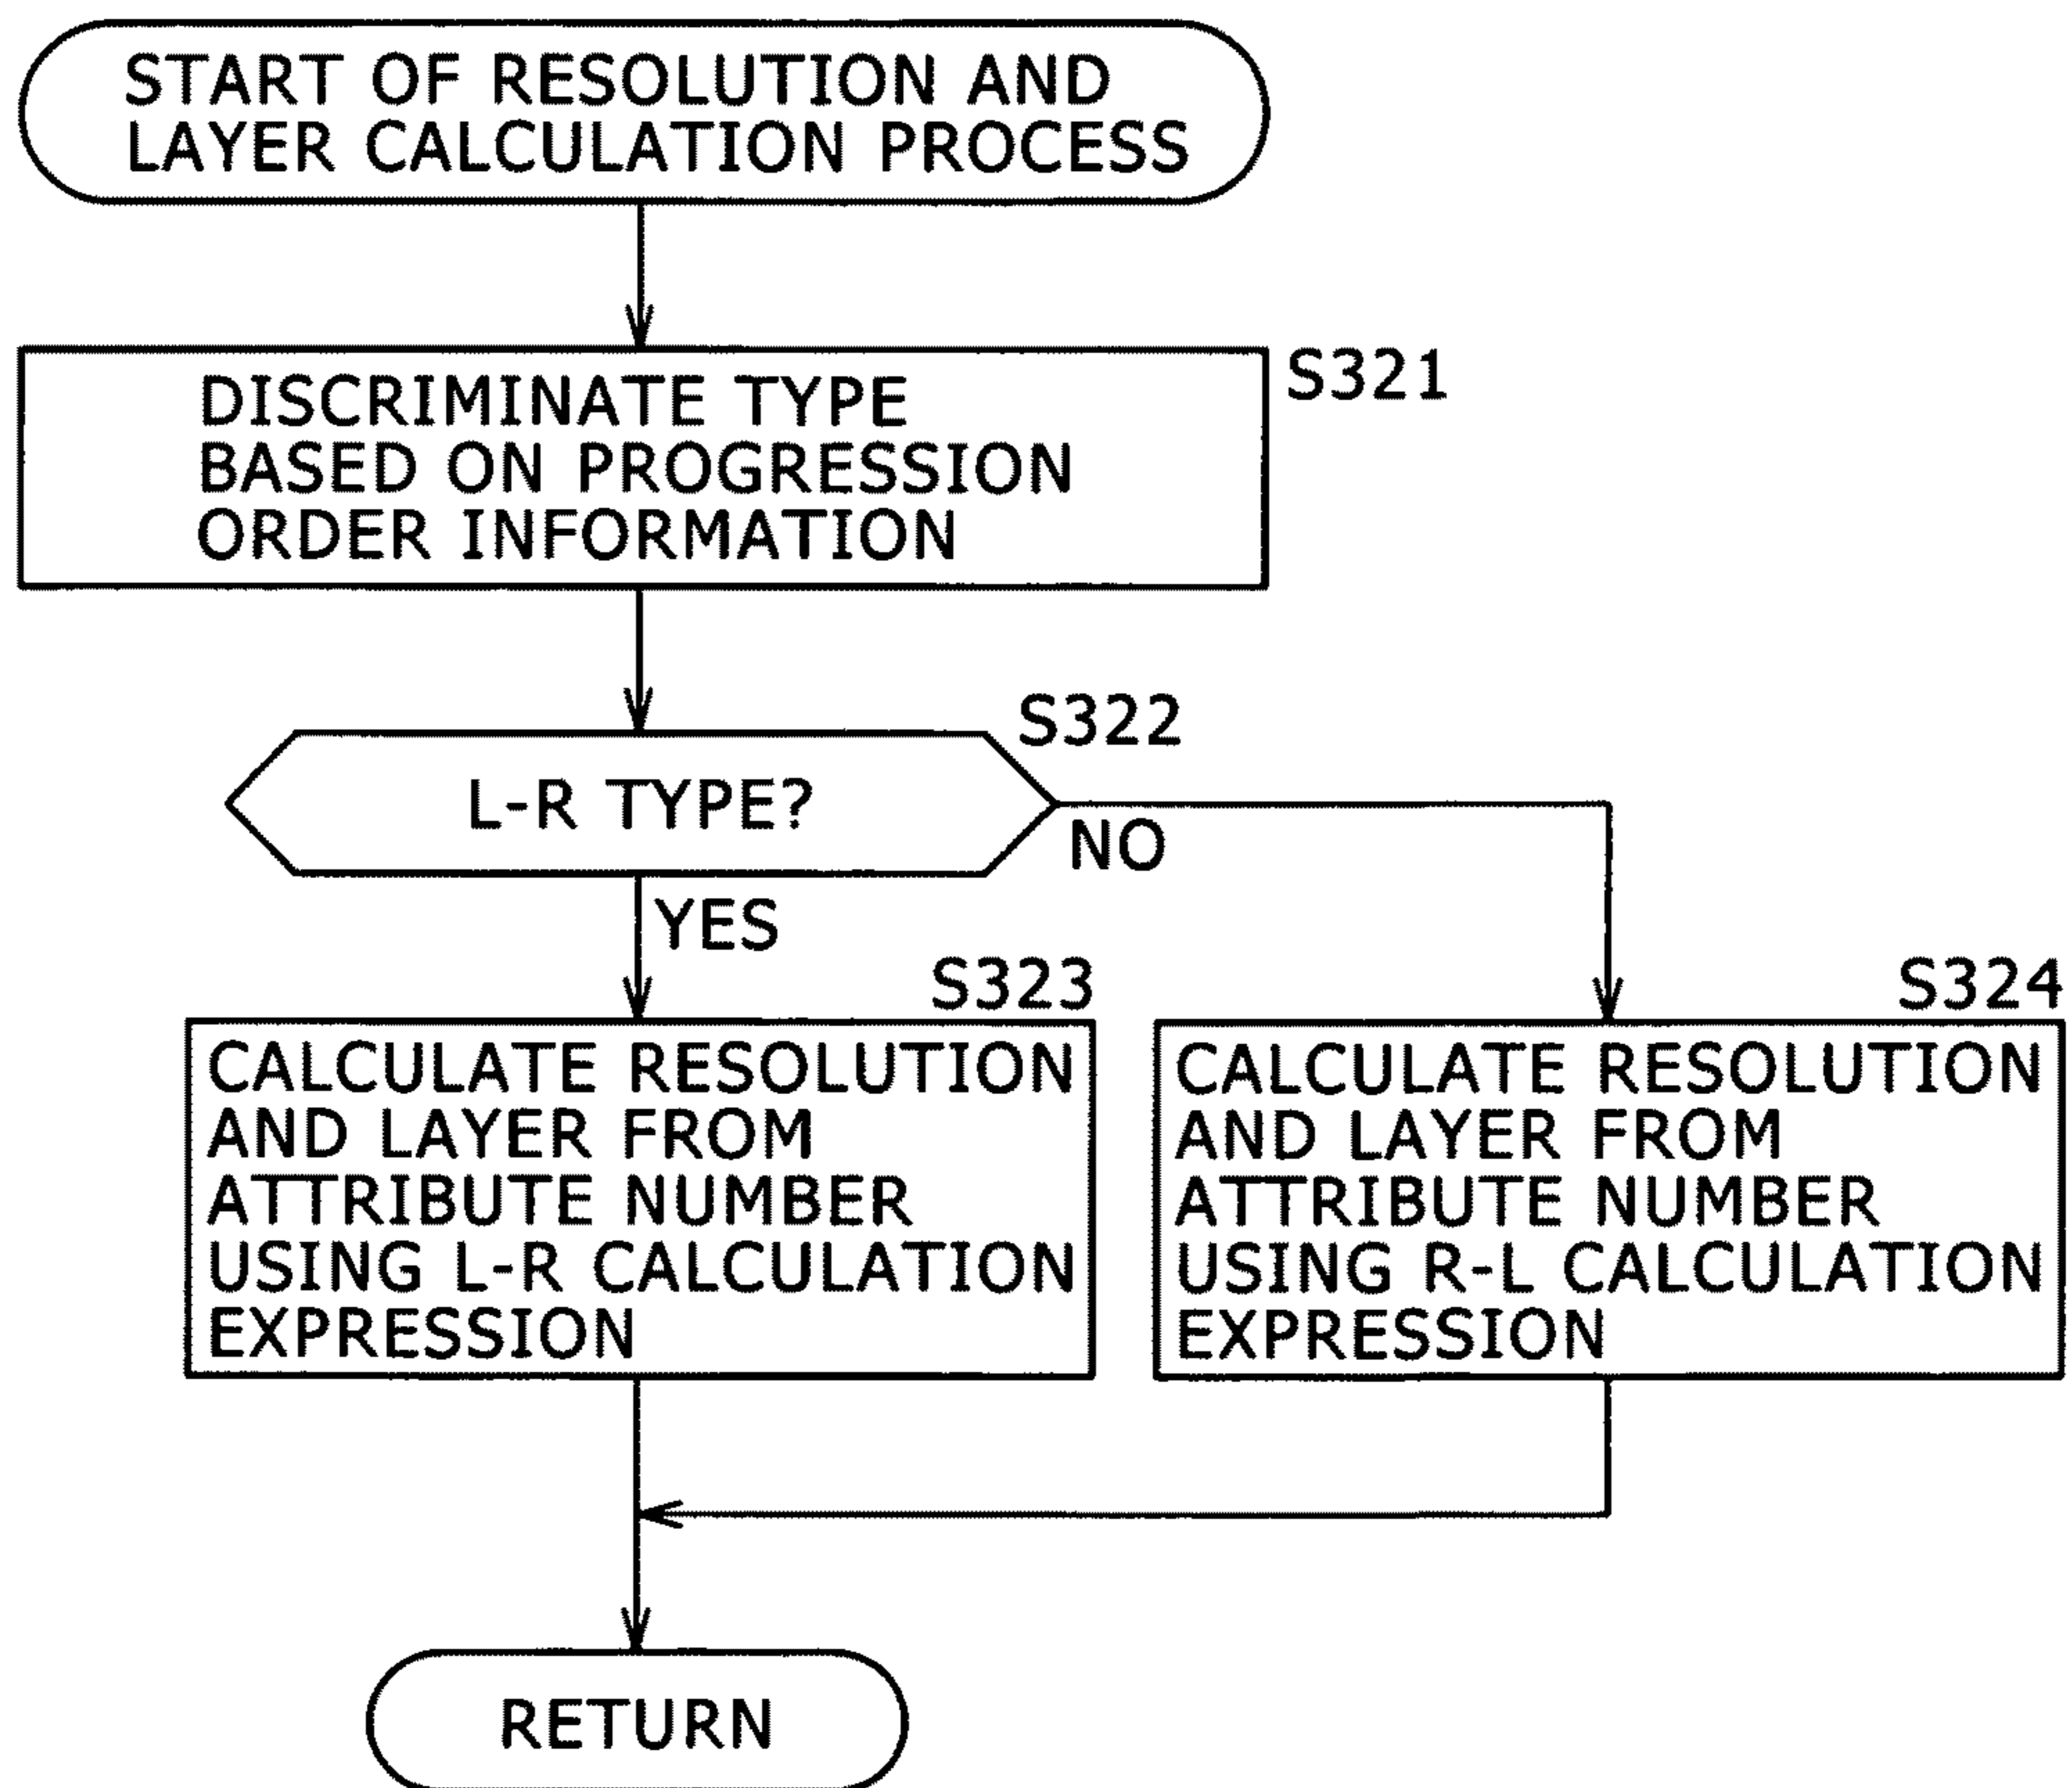 START OF RESOLUTION AND
LAYER CALCULATION PROCESS
S321
DISCRIMINATE TYPE
BASED ON PROGRESSION
ORDER INFORMATION
S322
L-R TYPE?
NO
YES
S323
CALCULATE RESOLUTION
AND LAYER FROM
ATTRIBUTE NUMBER
USING L-R CALCULATION
EXPRESSION
S324
CALCULATE RESOLUTION
AND LAYER FROM
ATTRIBUTE NUMBER
USING R-L CALCULATION
EXPRESSION
RETURN